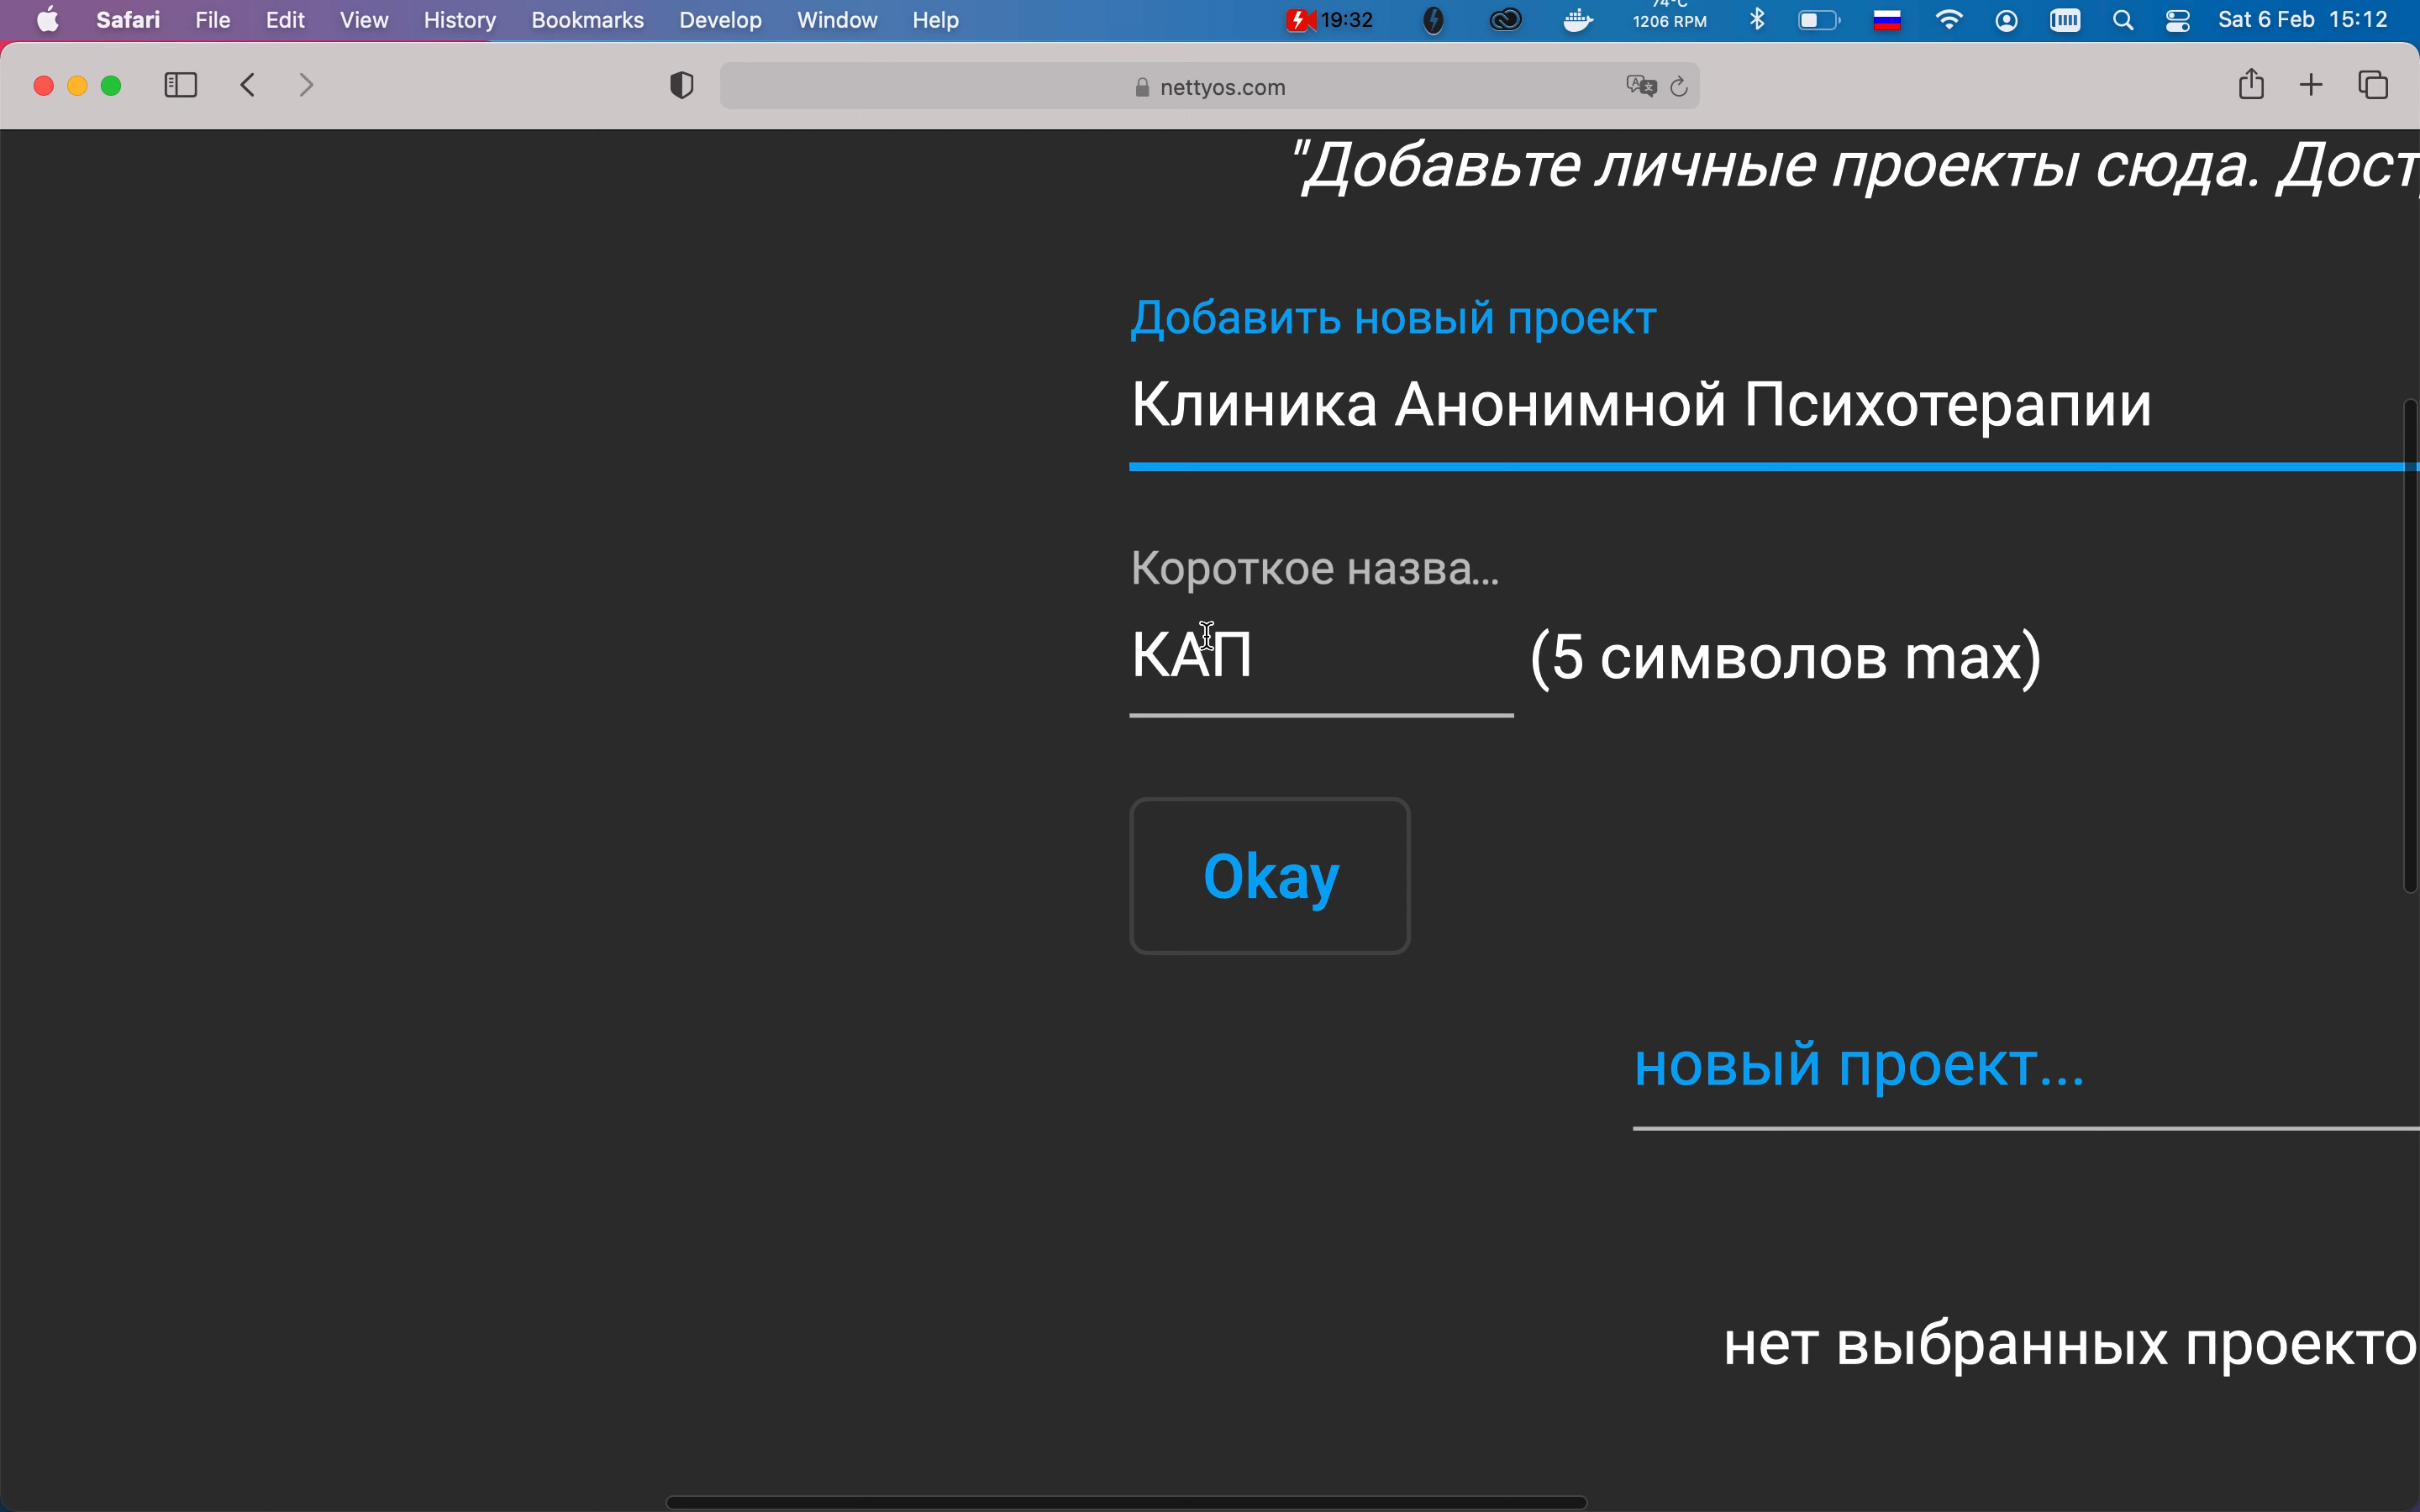 Safari File Edit View History Bookmarks Develop Window Help 19:32 1206 RPM Sat 6 Feb 15:12
nettyos.com
"Добавьте личные проекты сюда.
Добавить новый проект
Клиника Анонимной Психотерапии
Короткое назва...
КАП (5 символов max)
Okay
новый проект...
нет выбранных